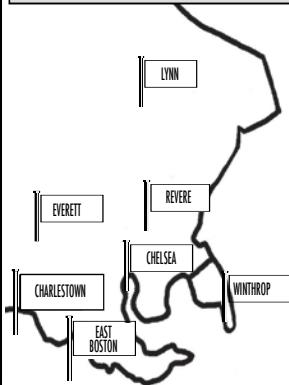 LYNN
REVERE
EVERETT
CHELSEA
CHARLESTOWN
WINTHROP
EAST
BOSTON